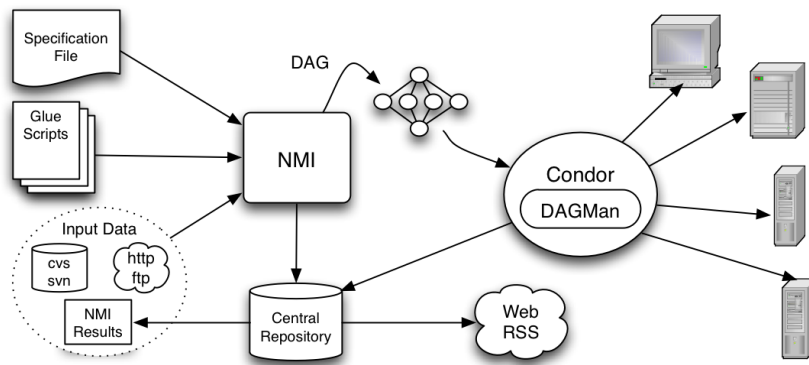 Specification
File
DAG
Glue
Scripts
NMI
Condor
DAGMan
Input Data
cvs
svn
http
ftp
NMI
Results
Central
Repository
Web
RSS